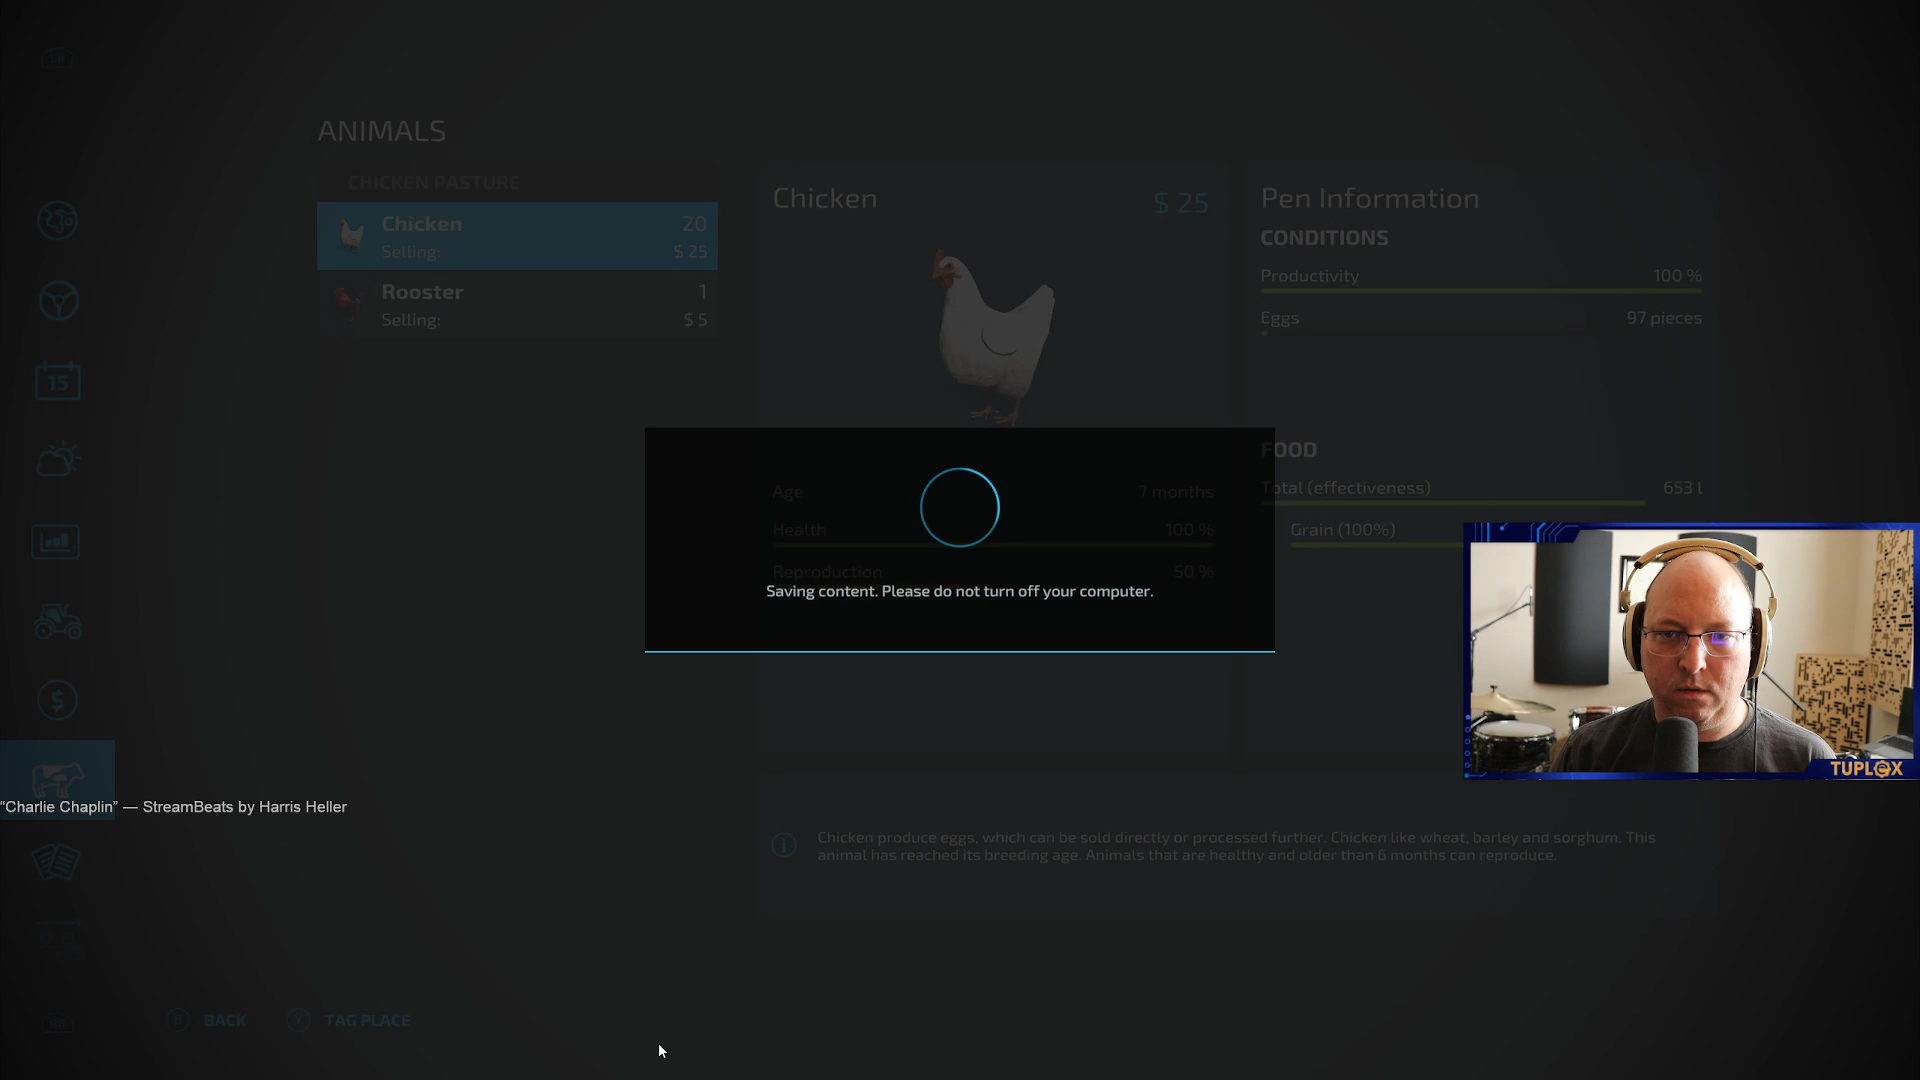 ANIMALS
CHICKEN PASTURE
Chicken 20
Selling: $ 25
Rooster 1
Selling: $ 5
15
Chicken $ 25
Age 7 months
Health 100 %
Reproduction 50 %
Saving content. Please do not turn off your computer.
Pen Information
CONDITIONS
Productivity 100 %
Eggs 97 pieces
FOOD
Total (effectiveness) 653 l
Grain (100%)
TUPLOX
"Charlie Chaplin" — StreamBeats by Harris Heller
Chicken produce eggs, which can be sold directly or processed further. Chicken like wheat, barley and sorghum. This
animal has reached its breeding age. Animals that are healthy and older than 6 months can reproduce.
B BACK Y TAG PLACE